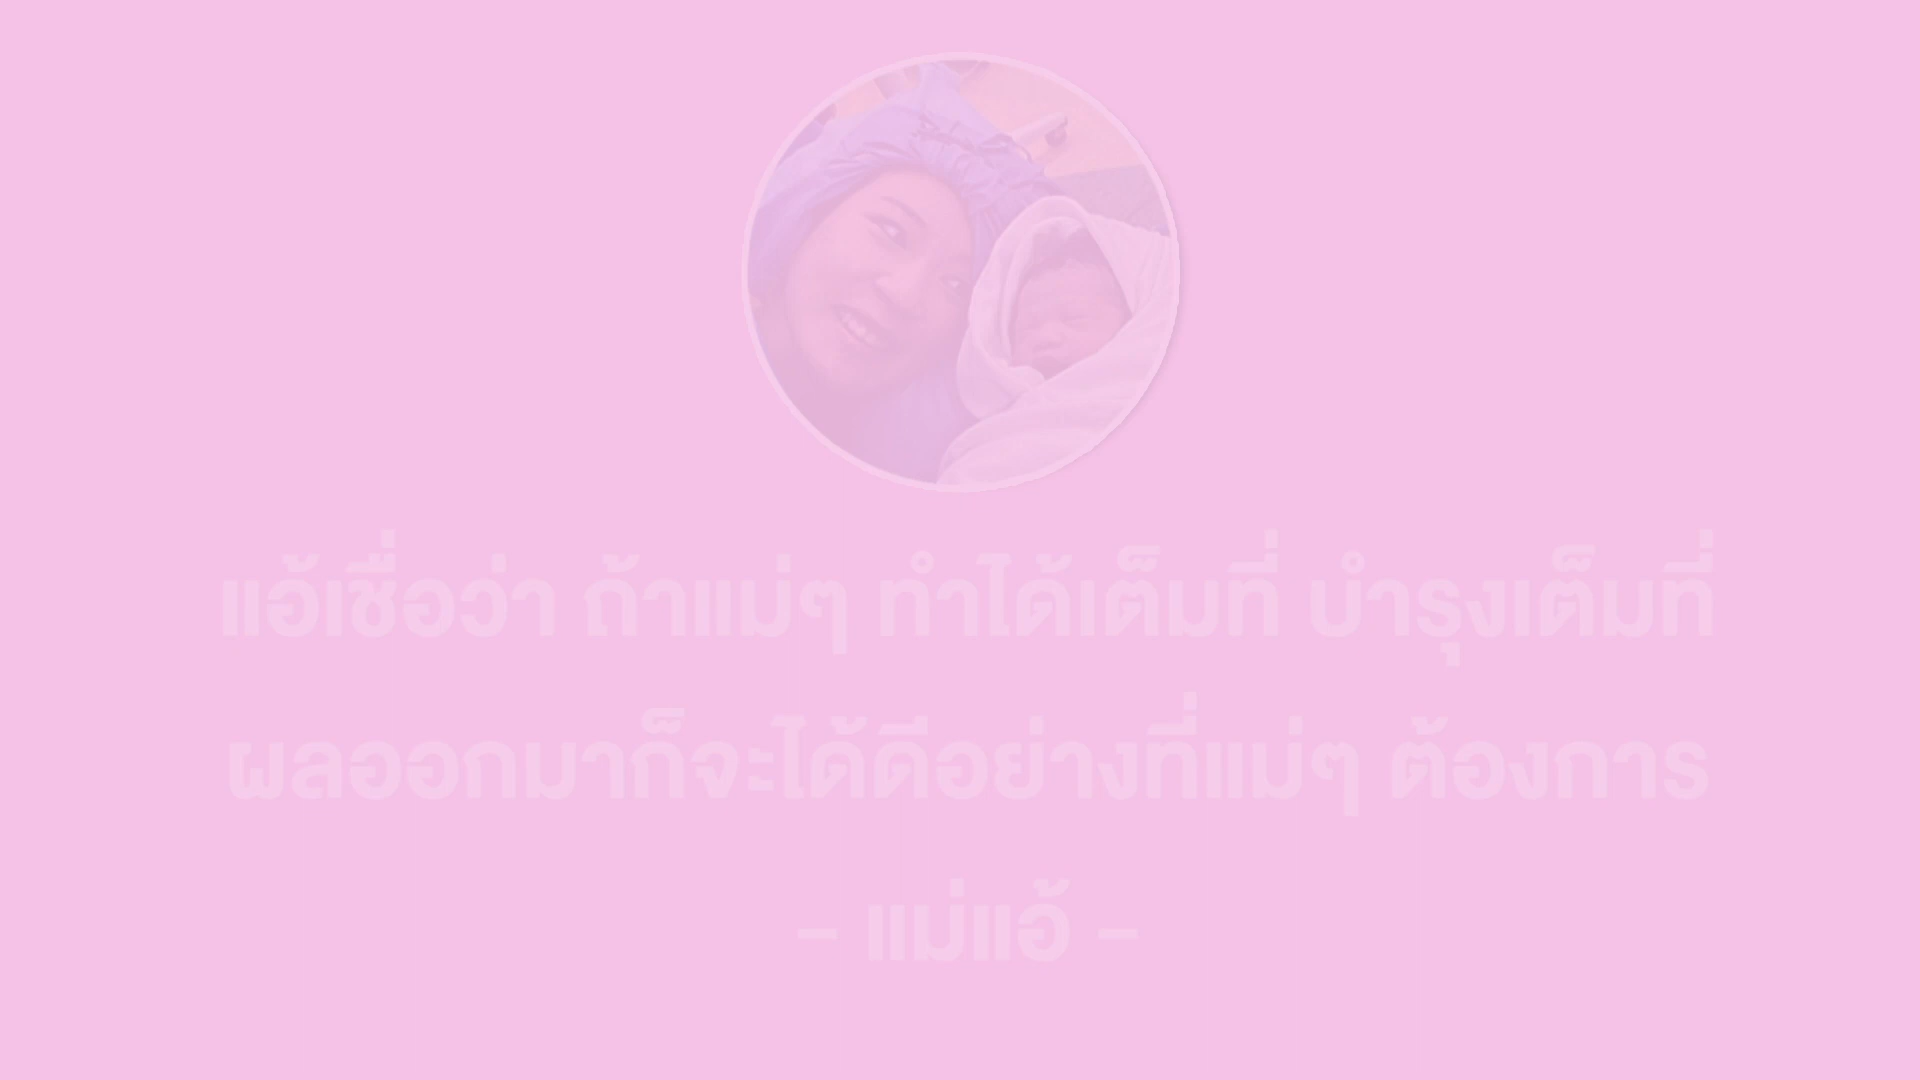 แอ้เชื่อว่า ถ้าแม่ๆ ทำได้เต็มที่ บำรุงเต็มที่
ผลออกมาก็จะได้ดีอย่างที่แม่ๆ ต้องการ
– แม่แอ้ –